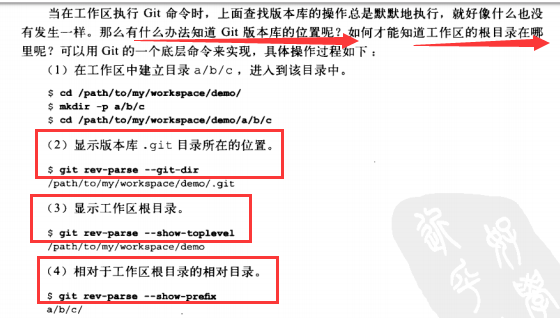 当在工作区执行 Git 命令时，上面查找版本库的操作总是默默地执行，就好像什么也没
有发生一样。那么有什么办法知道 Git 版本库的位置呢？如何才能知道工作区的根目录在哪
里呢？可以用 Git 的一个底层命令来实现，具体操作过程如下：
（1）在工作区中建立目录 a/b/c，进入到该目录中。
$ cd /path/to/my/workspace/demo/
$ mkdir -p a/b/c
$ cd /path/to/my/workspace/demo/a/b/c
（2）显示版本库 .git 目录所在的位置。
$ git rev-parse --git-dir
/path/to/my/workspace/demo/.git
（3）显示工作区根目录。
$ git rev-parse --show-toplevel
/path/to/my/workspace/demo
（4）相对于工作区根目录的相对目录。
$ git rev-parse --show-prefix
a/b/c/